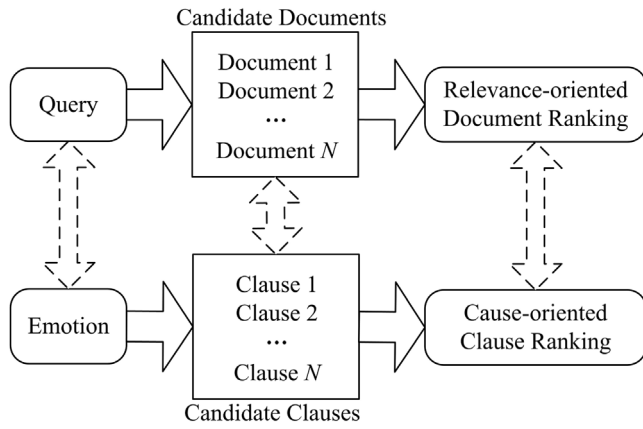 Candidate Documents
Query
Document 1
Document 2
...
Document N
Relevance-oriented
Document Ranking
Emotion
Clause 1
Clause 2
...
Clause N
Cause-oriented
Clause Ranking
Candidate Clauses